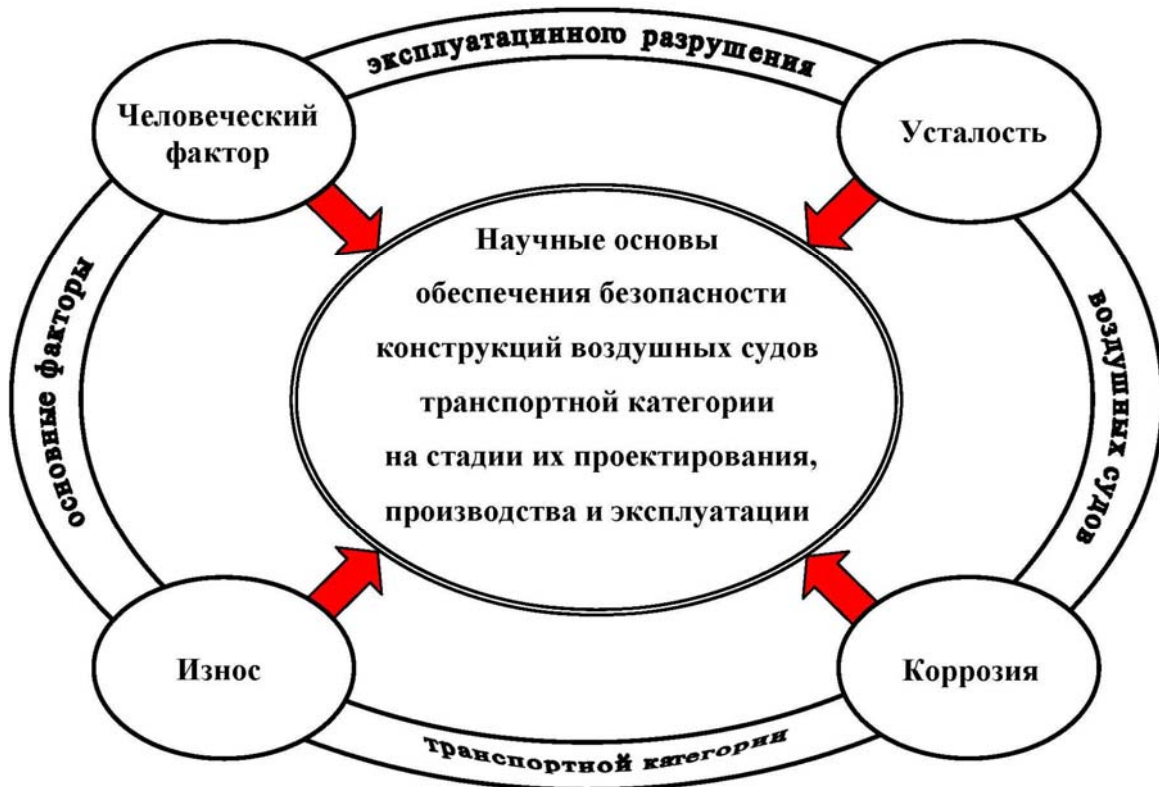 эксплуатацинного разрушения
Человеческий
фактор
Усталость
основные факторы
Научные основы
обеспечения безопасности
конструкций воздушных судов
транспортной категории
на стадии их проектирования,
производства и эксплуатации
воздушных судов
Износ
Коррозия
транспортной категории